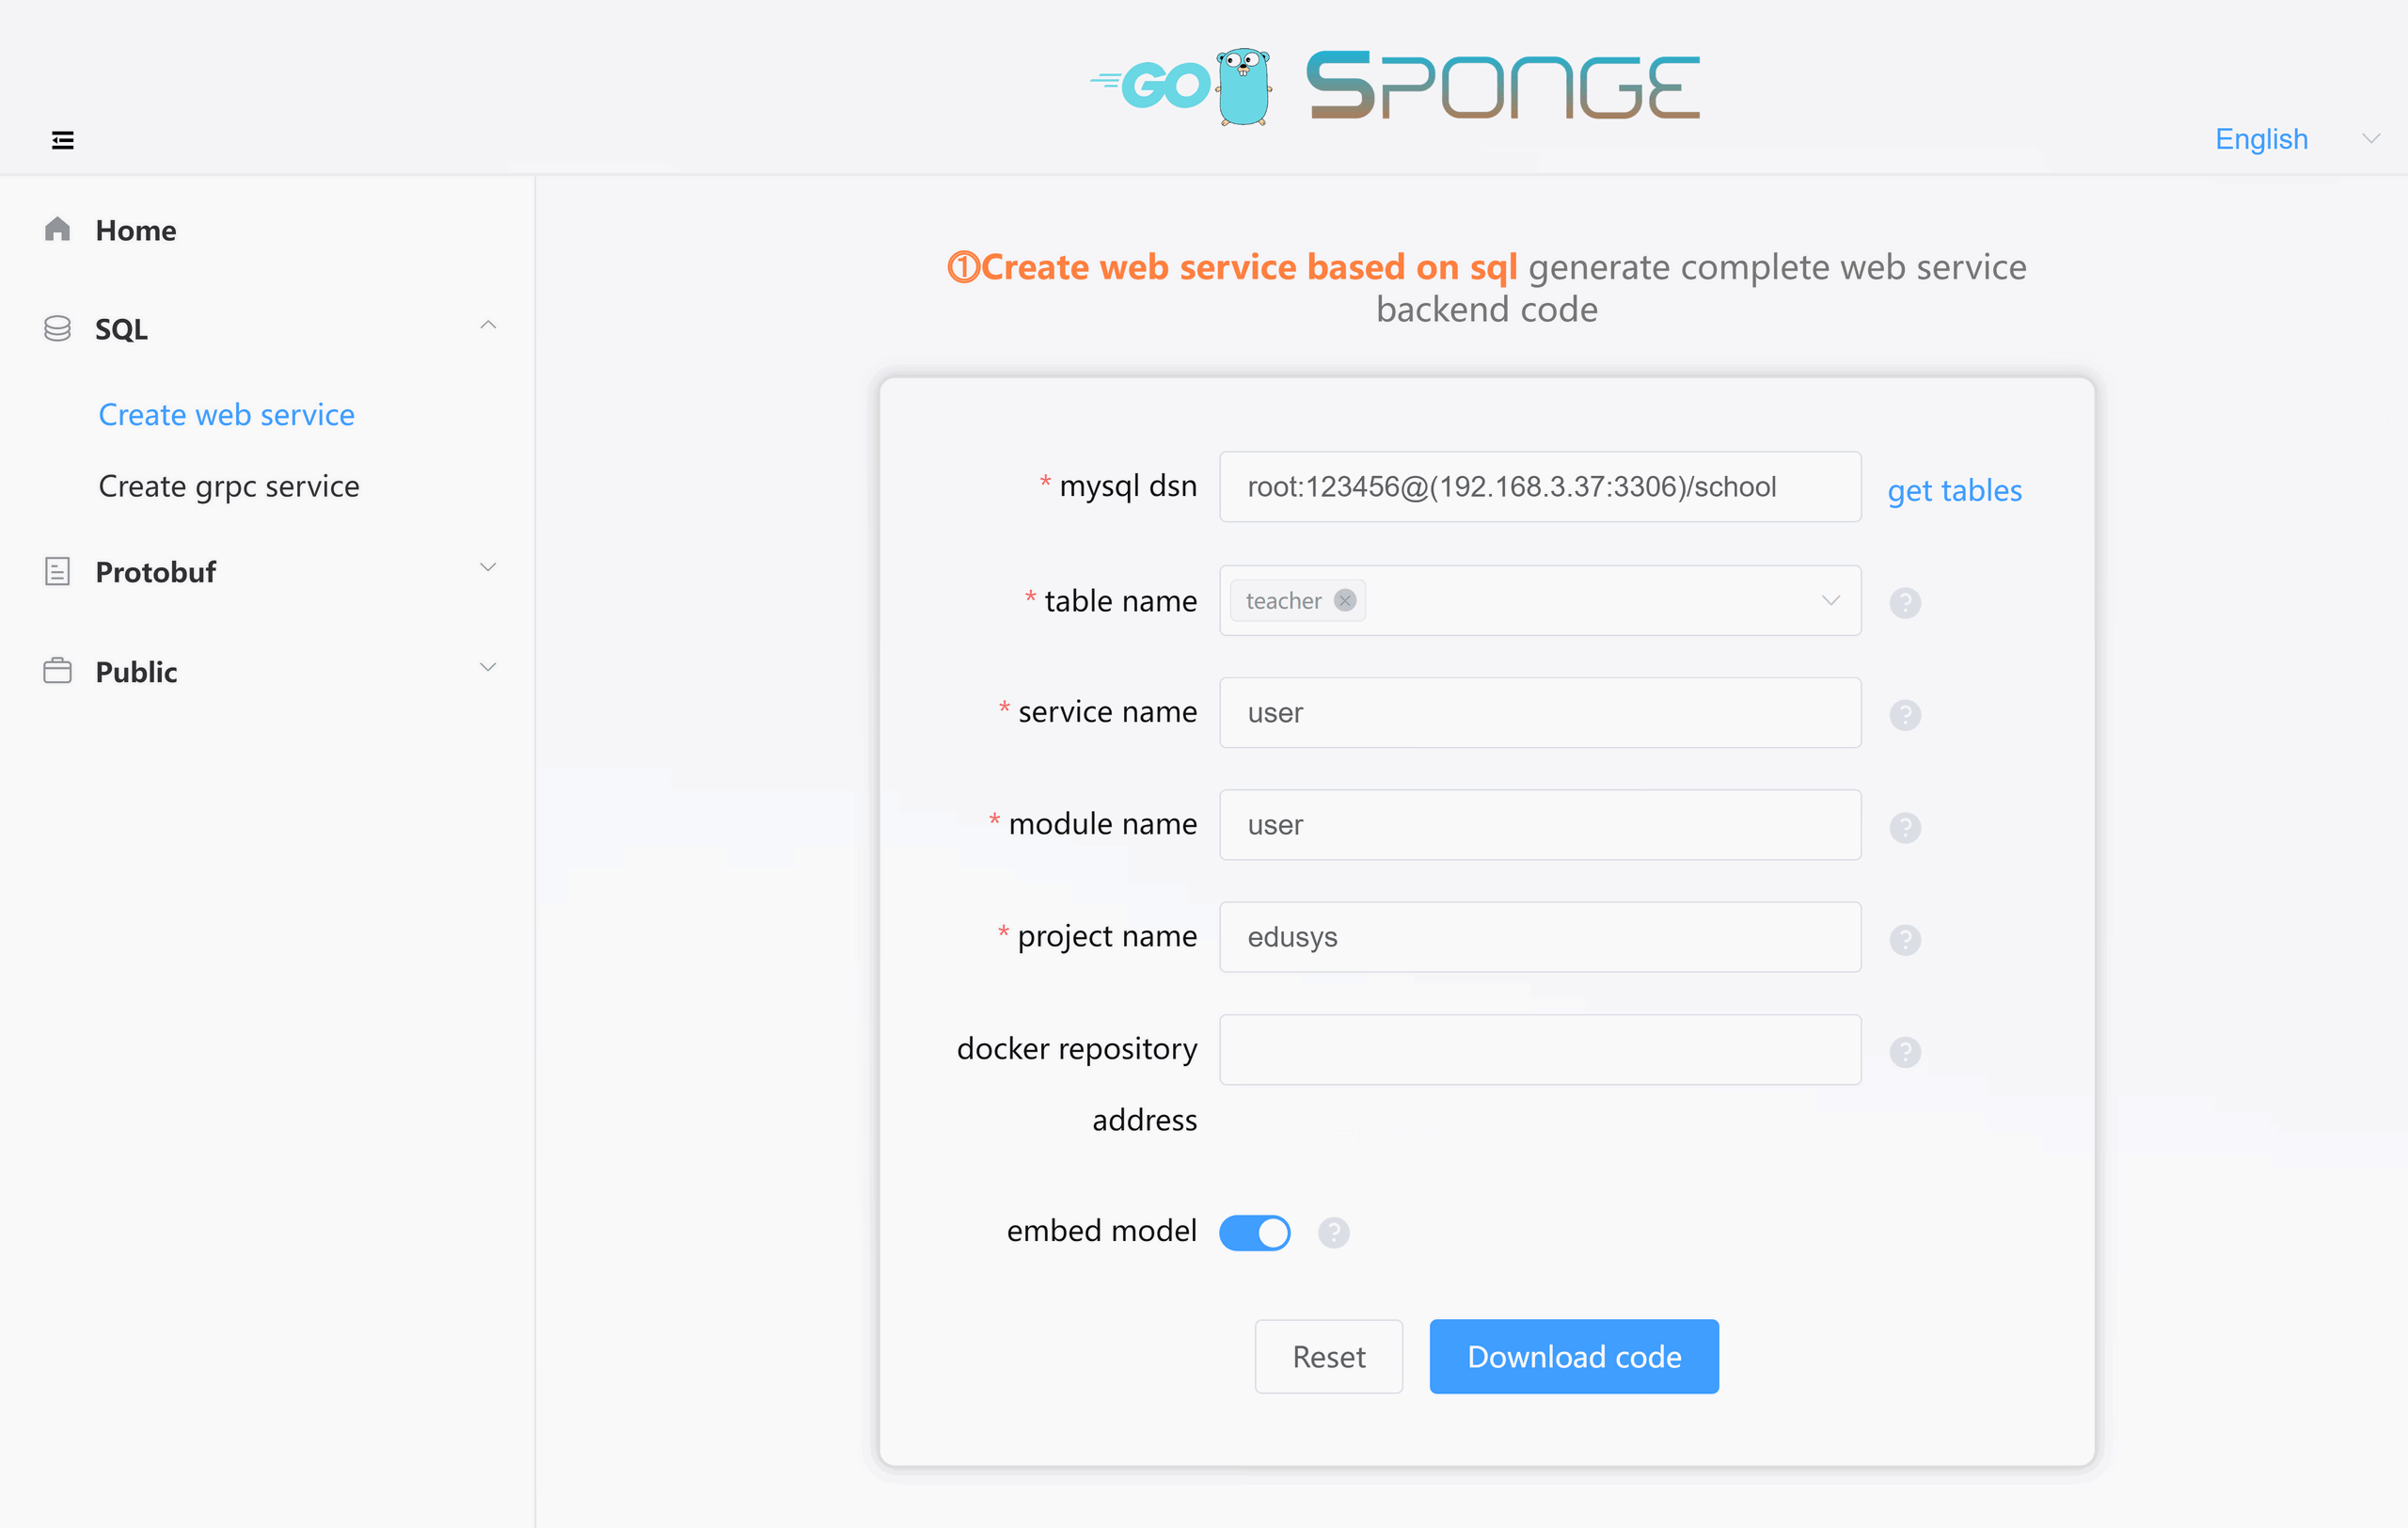 GO SPONGE
English
Home
SQL
Create web service
Create grpc service
Protobuf
Public
①Create web service based on sql generate complete web service
backend code
* mysql dsn root:123456@(192.168.3.37:3306)/school get tables
* table name teacher
* service name user
* module name user
* project name edusys
docker repository
address
embed model
Reset Download code